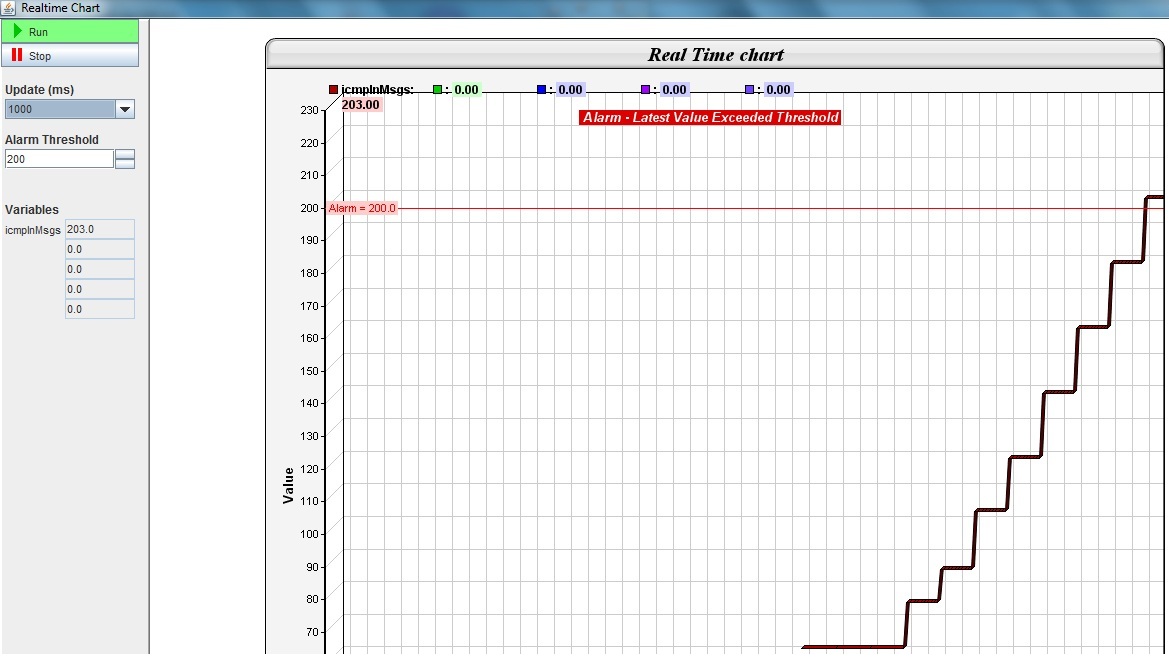 Realtime Chart
Run
Stop
Update (ms)
1000
Alarm Threshold
200
Variables
icmpInMsgs 203.0
0.0
0.0
0.0
0.0
Real Time chart
icmpInMsgs: : 0.00 : 0.00 : 0.00 : 0.00
203.00
Alarm - Latest Value Exceeded Threshold
230
220
210
200
Alarm = 200.0
190
180
170
160
150
140
130
120
110
100
90
80
70
Value